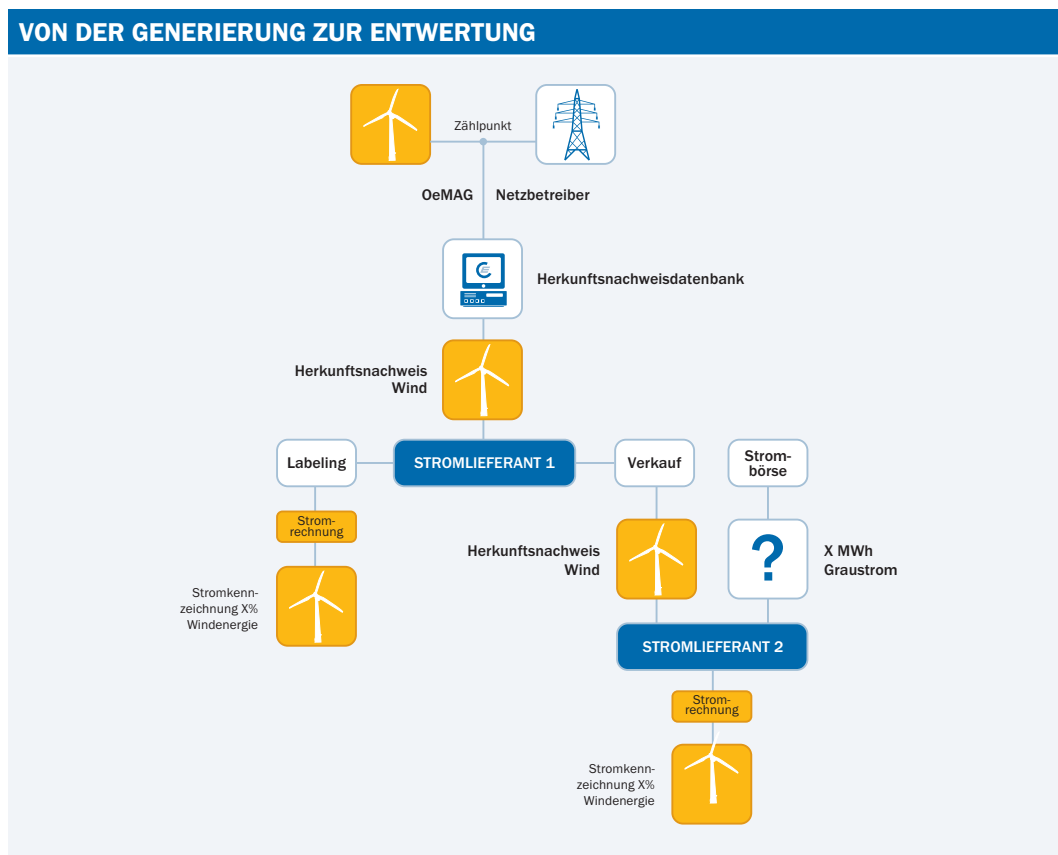 VON DER GENERIERUNG ZUR ENTWERTUNG
Zählpunkt
OeMAG
Netzbetreiber
Herkunftsnachweisdatenbank
Herkunftsnachweis
Wind
Labeling
STROMLIEFERANT 1
Verkauf
Strom-
börse
Strom-
rechnung
Herkunftsnachweis
Wind
?
X MWh
Graustrom
Stromkenn-
zeichnung X%
Windenergie
STROMLIEFERANT 2
Strom-
rechnung
Stromkenn-
zeichnung X%
Windenergie